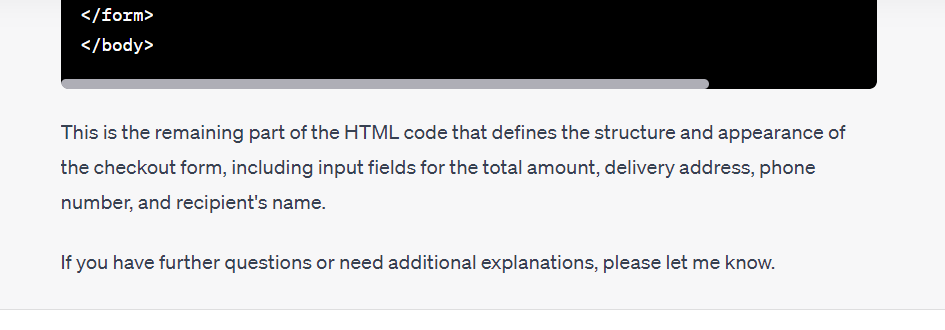 </form>
</body>
This is the remaining part of the HTML code that defines the structure and appearance of
the checkout form, including input fields for the total amount, delivery address, phone
number, and recipient's name.
If you have further questions or need additional explanations, please let me know.